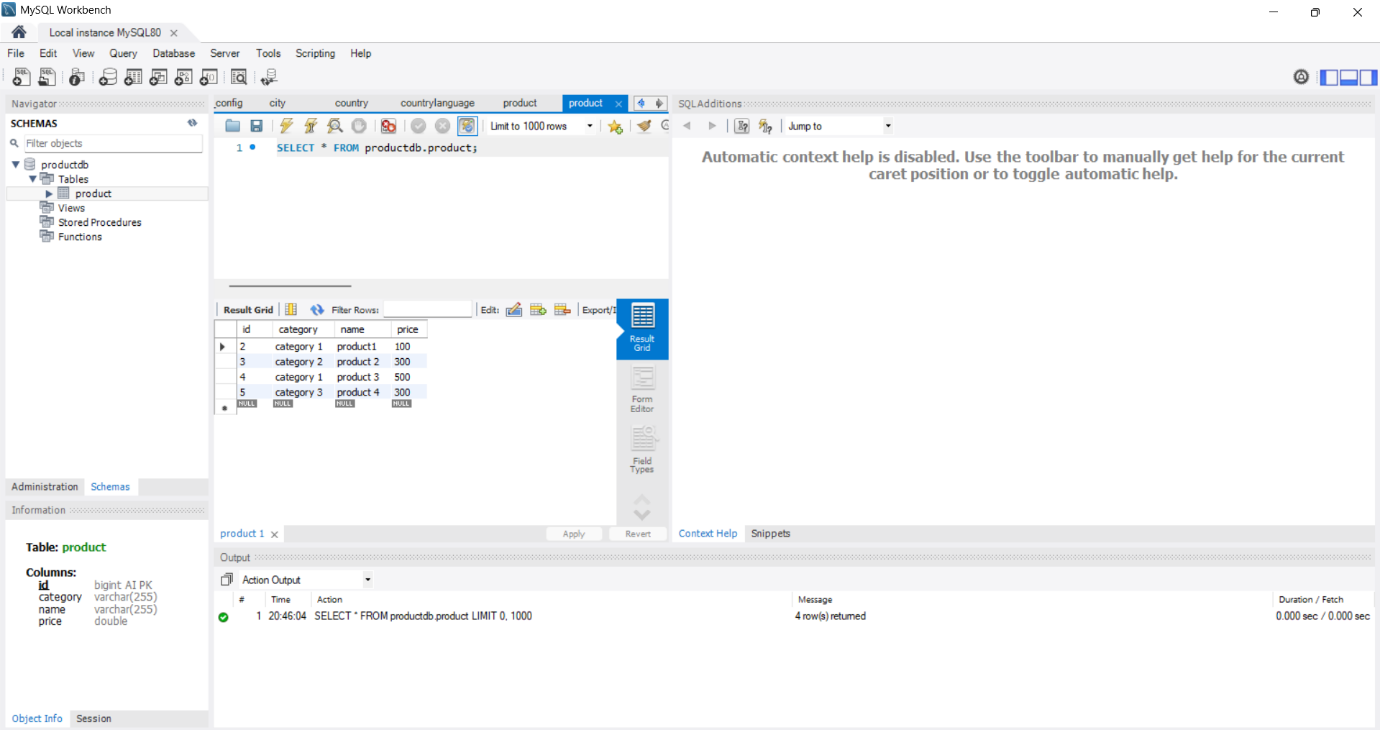 MySQL Workbench
Local instance MySQL80
File Edit View Query Database Server Tools Scripting Help
Navigator
SCHEMAS
Filter objects
productdb
Tables
product
Views
Stored Procedures
Functions
Administration Schemas
Information
Table: product
Columns:
id bigint AI PK
category varchar(255)
name varchar(255)
price double
Object Info Session
_config city country countrylanguage product product
Limit to 1000 rows
1 SELECT * FROM productdb.product;
Result Grid Filter Rows: Edit: Export/I
id category name price
2 category 1 product1 100
3 category 2 product 2 300
4 category 1 product 3 500
5 category 3 product 4 300
NULL NULL NULL NULL
Result
Grid
Form
Editor
Field
Types
product 1 Apply Revert
SQLAdditions
Jump to
Automatic context help is disabled. Use the toolbar to manually get help for the current
caret position or to toggle automatic help.
Context Help Snippets
Output
Action Output
# Time Action Message Duration / Fetch
1 20:46:04 SELECT * FROM productdb.product LIMIT 0, 1000 4 row(s) returned 0.000 sec / 0.000 sec